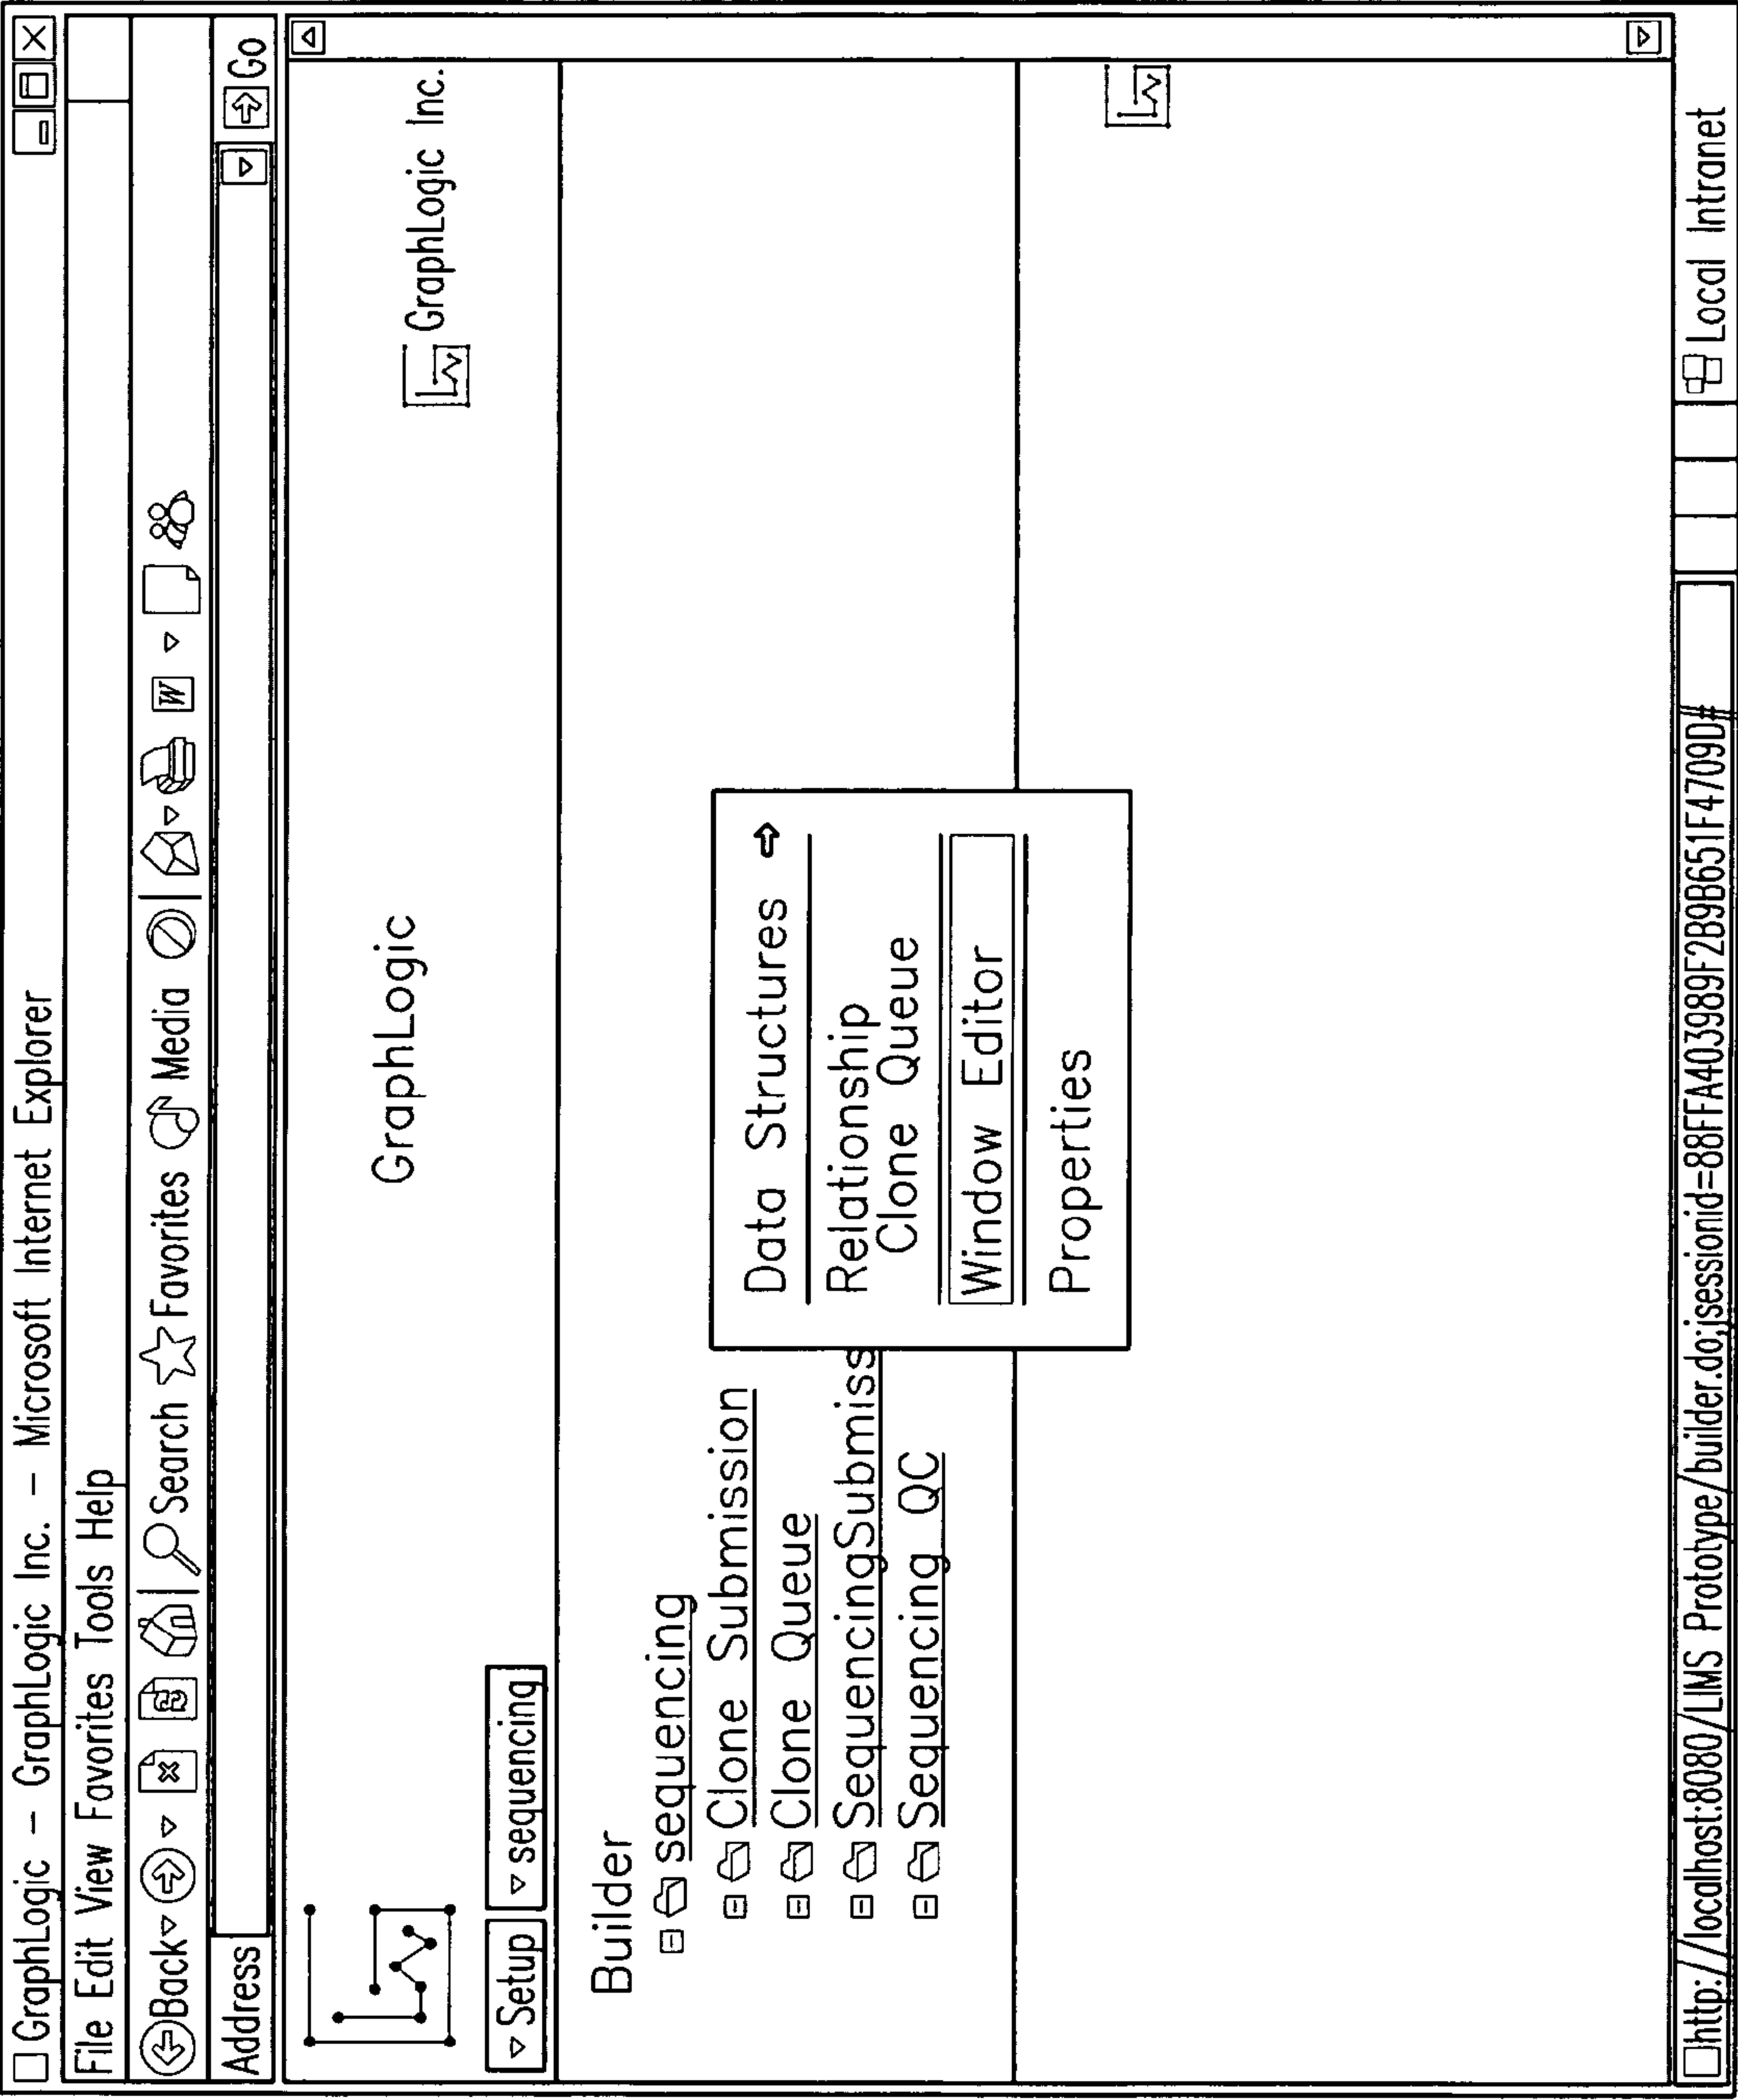 GraphLogic - GraphLogic Inc. - Microsoft Internet Explorer
File Edit View Favorites Tools Help
Back Search Favorites Media W
Address Go
GraphLogic
GraphLogic Inc.
Setup sequencing
Builder
sequencing
Clone Submission
Clone Queue
SequencingSubmiss
Sequencing QC
Data Structures
Relationship
Clone Queue
Window Editor
Properties
http://localhost:8080/LIMS Prototype/builder.do;jsessionid=88FFA403989F2B9B651F4709D#
Local Intranet